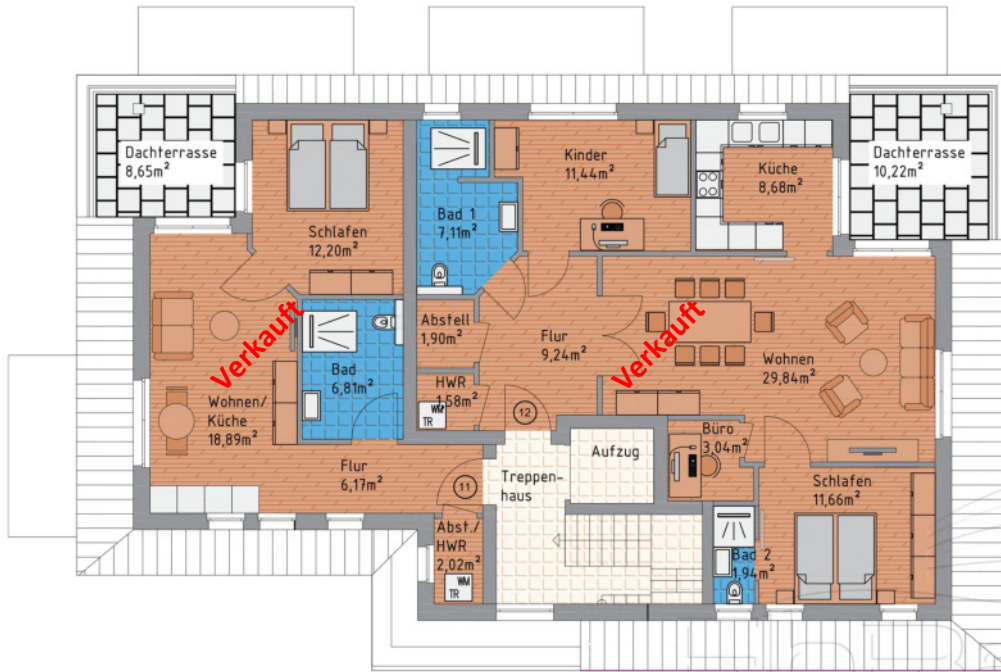 Dachterrasse
8,65m²
Schlafen
12,20m²
Bad 1
7,11m²
Kinder
11,44m²
Küche
8,68m²
Dachterrasse
10,22m²
Verkauft
Wohnen/
Küche
18,89m²
Bad
6,81m²
Abstell
1,90m²
HWR
1,58m²
WM
TR
Flur
9,24m²
12
Verkauft
Wohnen
29,84m²
Büro
3,04m²
Flur
6,17m²
11
Treppen-
haus
Aufzug
Schlafen
11,66m²
Abst./
HWR
2,02m²
WM
TR
Bad 2
1,94m²